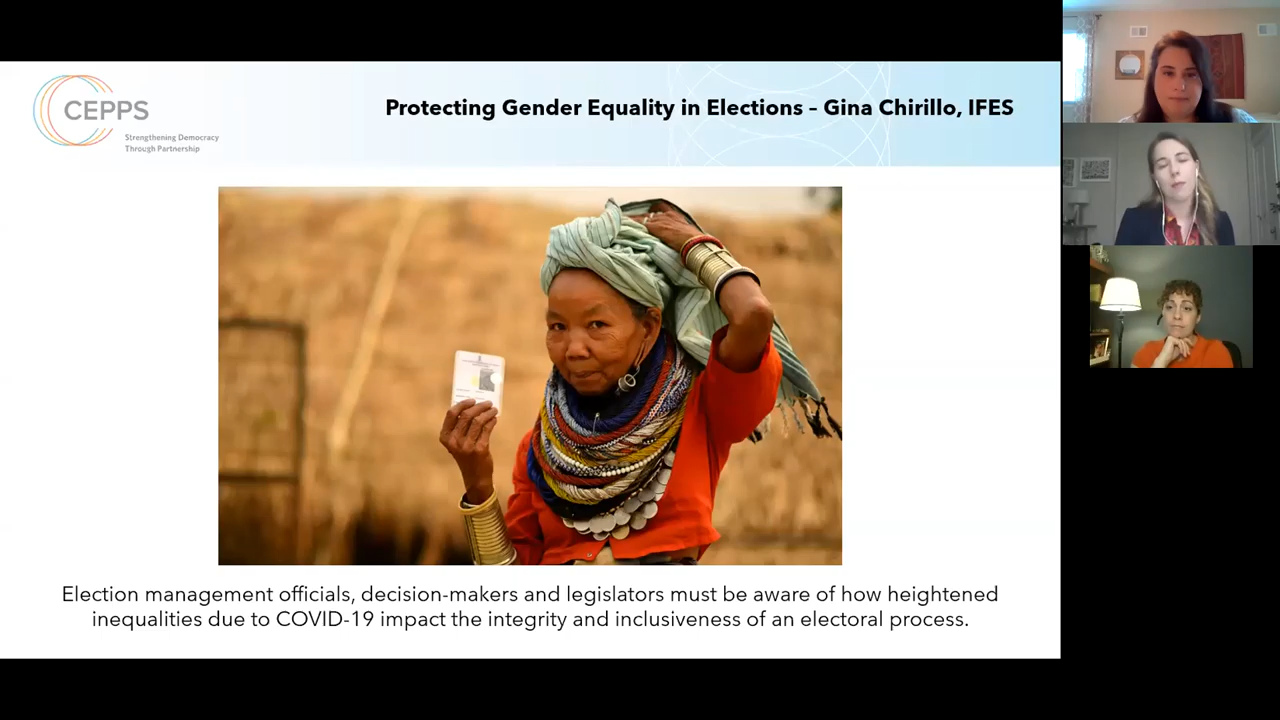 CEPPS
Strengthening Democracy
Through Partnership
Protecting Gender Equality in Elections – Gina Chirillo, IFES
Election management officials, decision-makers and legislators must be aware of how heightened
inequalities due to COVID-19 impact the integrity and inclusiveness of an electoral process.